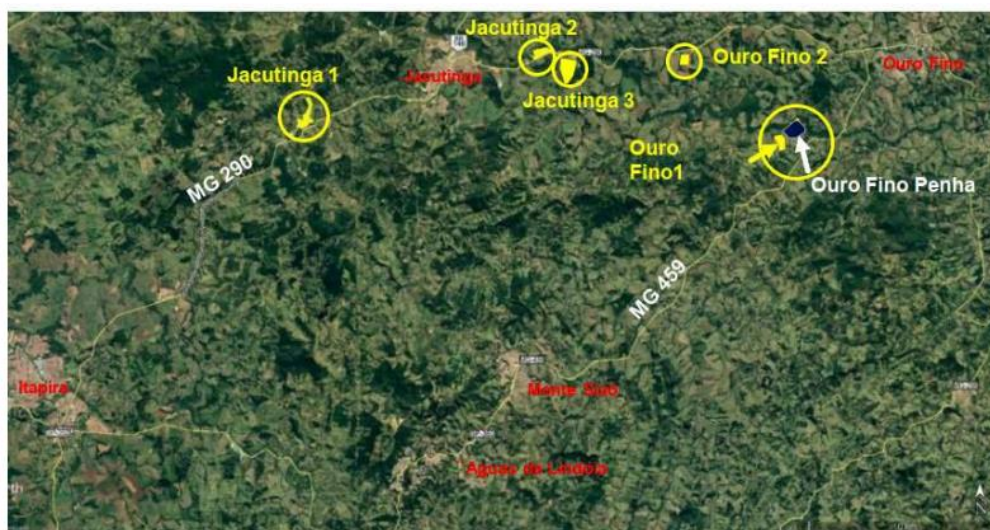 Jacutinga 2
Jacutinga
Ouro Fino 2
Ouro Fino
Jacutinga 1
Jacutinga 3
Ouro
Fino1
MG 290
Ouro Fino Penha
MG 459
Itapira
Monte Sião
Águas de Lindoia